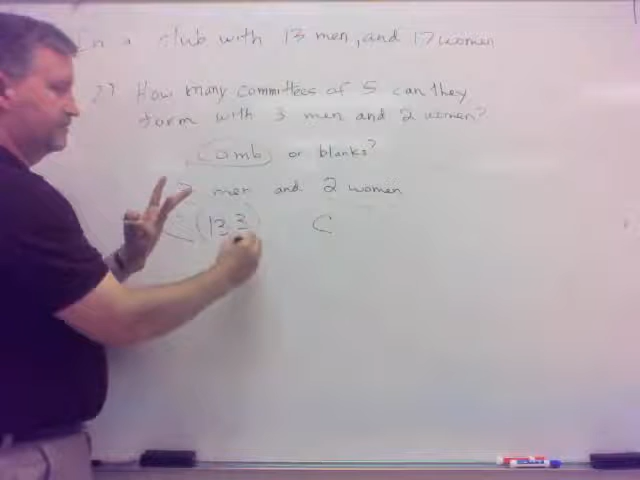 In a club with 13 men, and 17 women
2) How many committees of 5 can they
form with 3 men and 2 women?
Comb or blanks?
men and 2 women
C(13 3) C